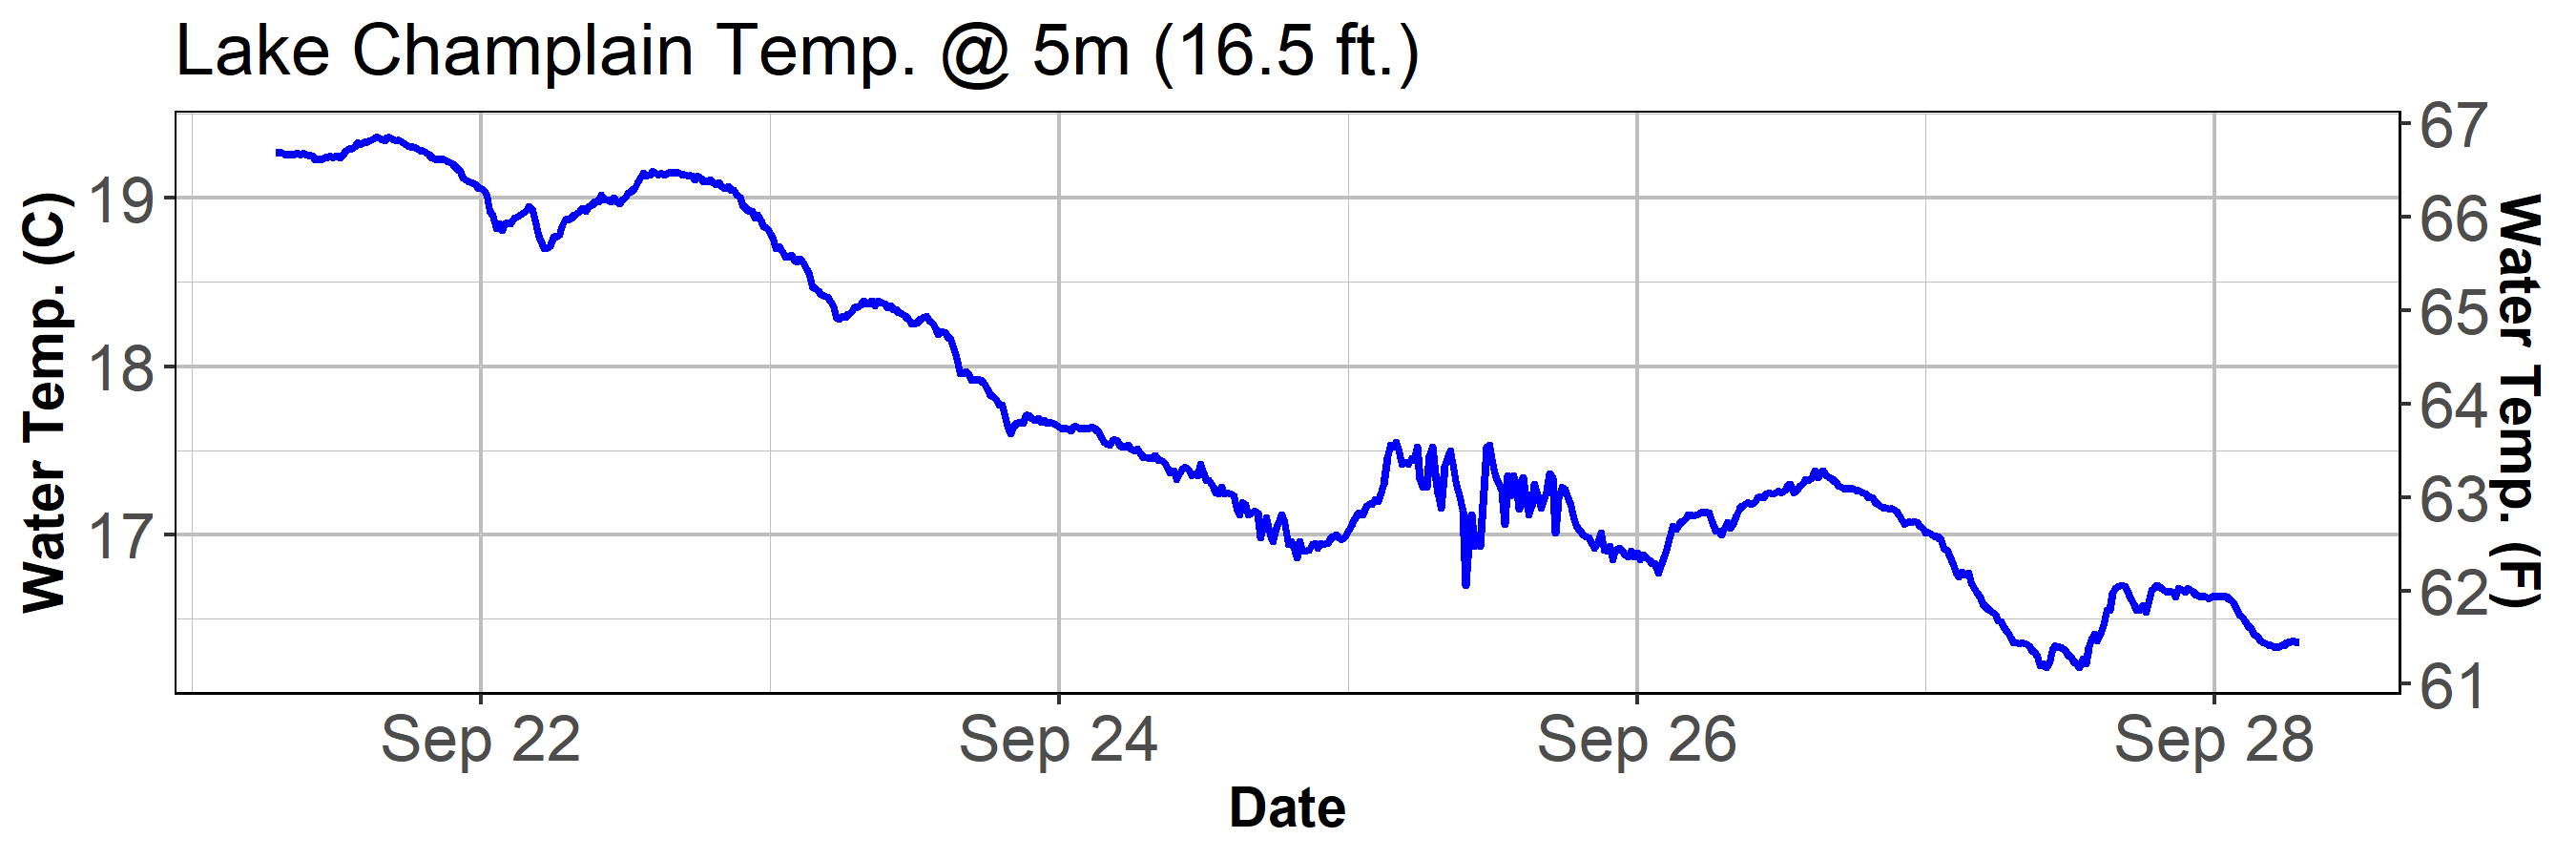 Lake Champlain Temp. @ 5m (16.5 ft.)
Water Temp. (C)
19
18
17
67
66
65
64
63
62
61
Water Temp. (F)
Sep 22
Sep 24
Sep 26
Sep 28
Date